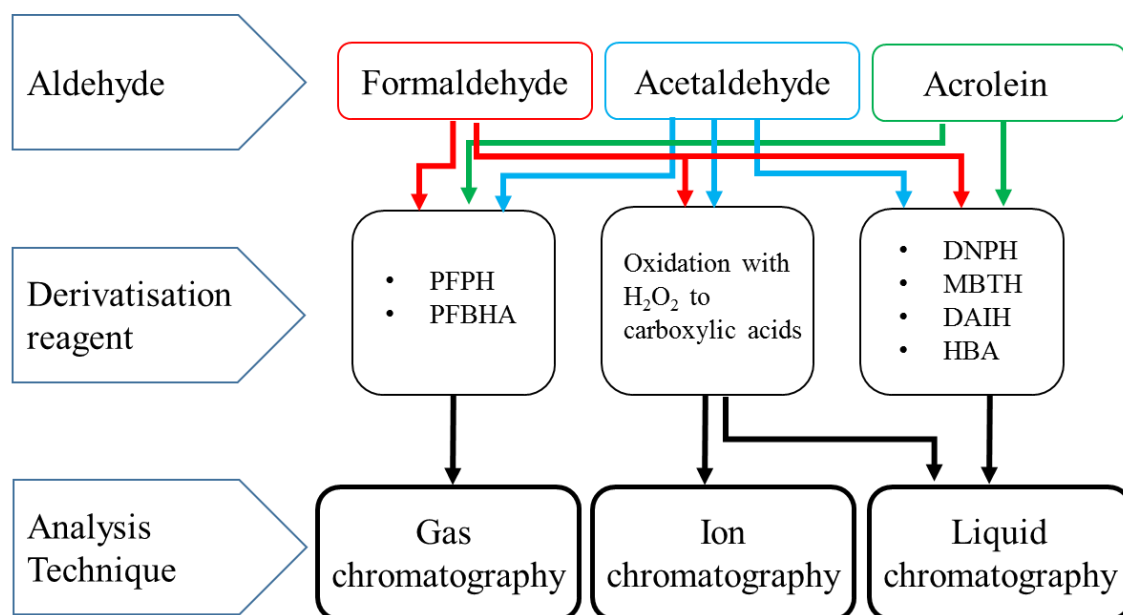 Aldehyde
Formaldehyde
Acetaldehyde
Acrolein
Derivatisation
reagent
• PFPH
• PFBHA
Oxidation with
H₂O₂ to
carboxylic acids
• DNPH
• MBTH
• DAIH
• HBA
Analysis
Technique
Gas
chromatography
Ion
chromatography
Liquid
chromatography